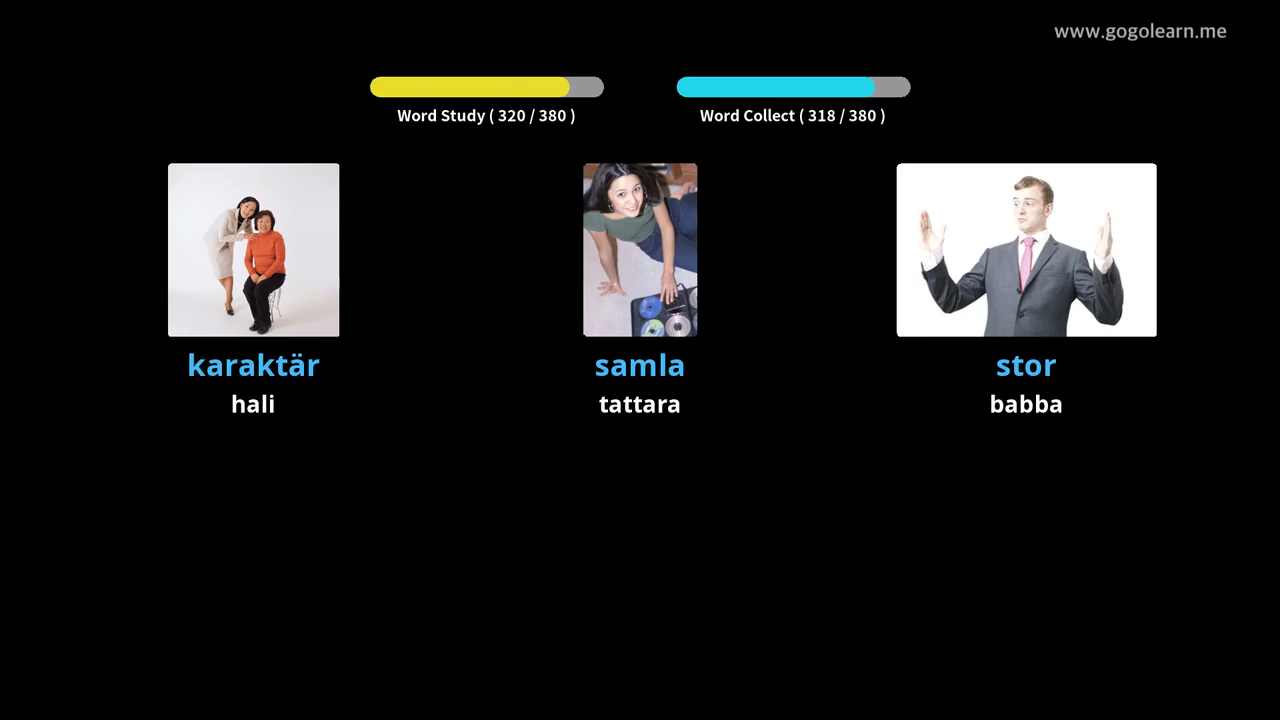 www.gogolearn.me
Word Study ( 320 / 380 )
Word Collect ( 318 / 380 )
karaktär
hali
samla
tattara
stor
babba